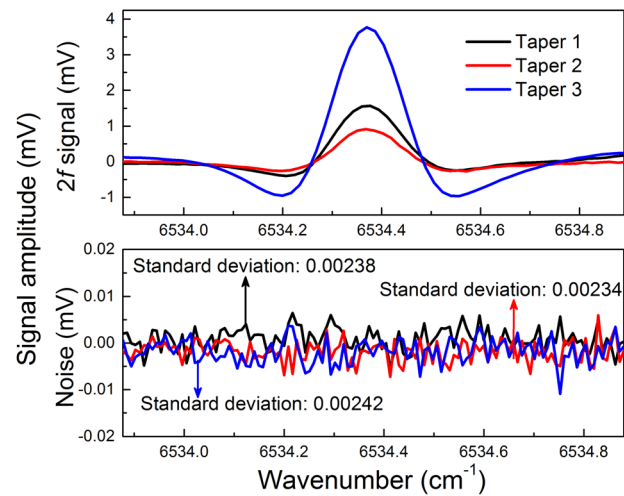 4
3
2
1
0
-1
Signal amplitude (mV)
2f signal (mV)
Taper 1
Taper 2
Taper 3
6534.0 6534.2 6534.4 6534.6 6534.8
0.02
0.01
0.00
-0.01
-0.02
Noise (mV)
Standard deviation: 0.00238
Standard deviation: 0.00234
Standard deviation: 0.00242
6534.0 6534.2 6534.4 6534.6 6534.8
Wavenumber (cm⁻¹)